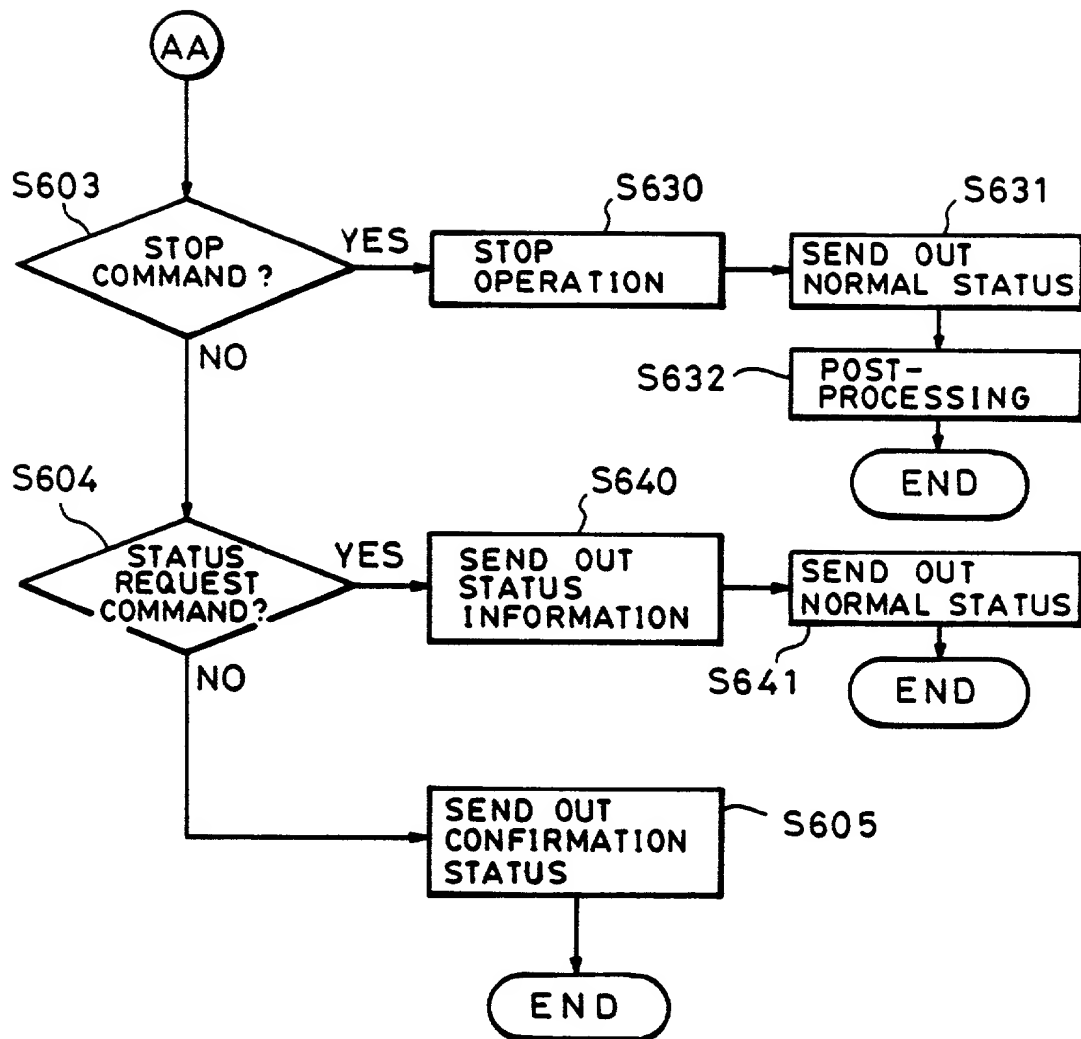 AA
S603
STOP
COMMAND?
YES
NO
S630
STOP
OPERATION
S631
SEND OUT
NORMAL STATUS
S632
POST-
PROCESSING
END
S604
STATUS
REQUEST
COMMAND?
YES
NO
S640
SEND OUT
STATUS
INFORMATION
SEND OUT
NORMAL STATUS
S641
END
SEND OUT
CONFIRMATION
STATUS
S605
END